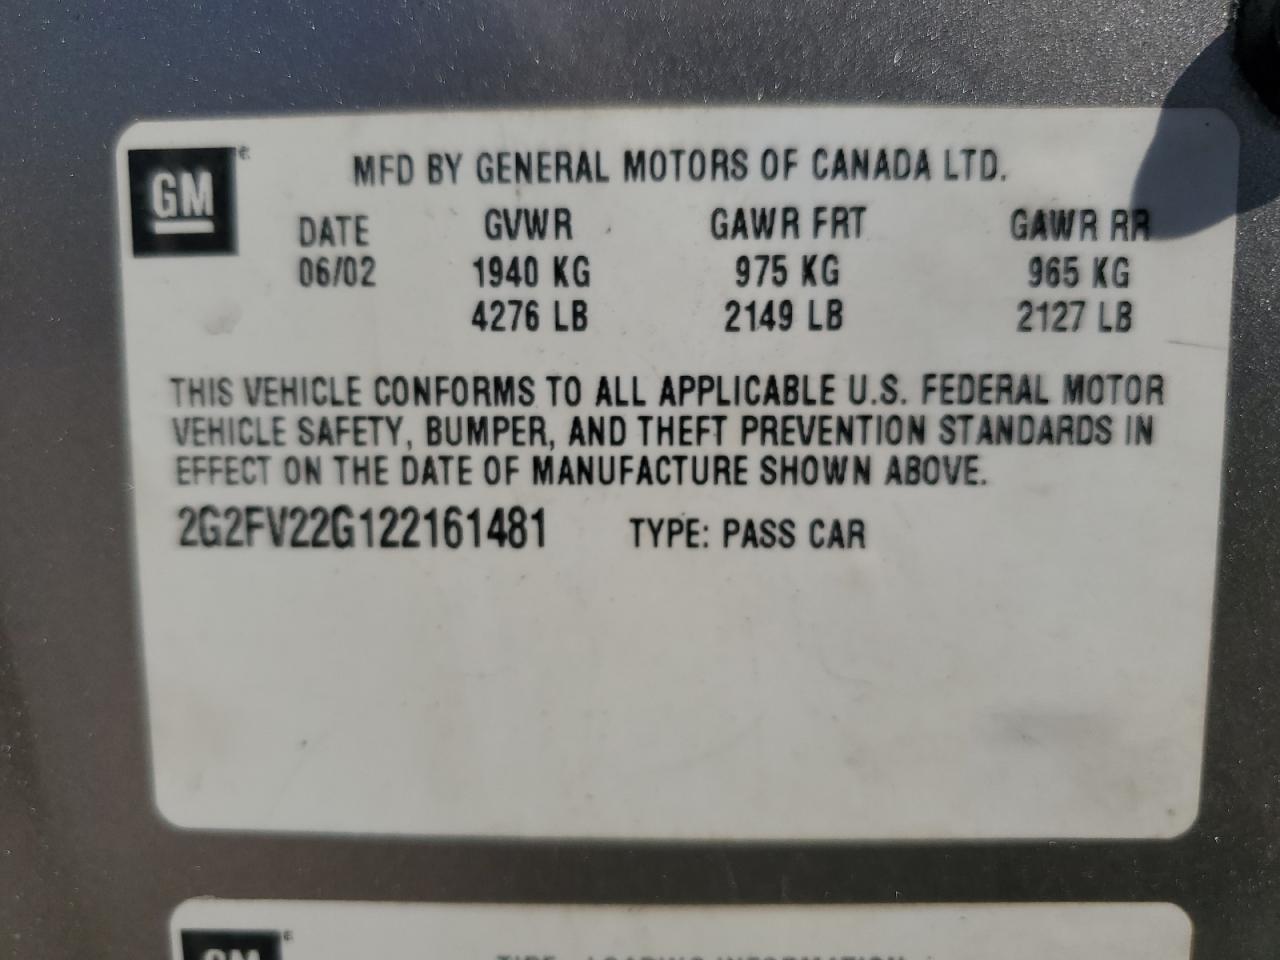 GM
MFD BY GENERAL MOTORS OF CANADA LTD.
DATE GVWR GAWR FRT GAWR RR
06/02 1940 KG 975 KG 965 KG
4276 LB 2149 LB 2127 LB
THIS VEHICLE CONFORMS TO ALL APPLICABLE U.S. FEDERAL MOTOR
VEHICLE SAFETY, BUMPER, AND THEFT PREVENTION STANDARDS IN
EFFECT ON THE DATE OF MANUFACTURE SHOWN ABOVE.
2G2FV22G122161481 TYPE: PASS CAR
GM
TIRE-LOADING INFORMATION